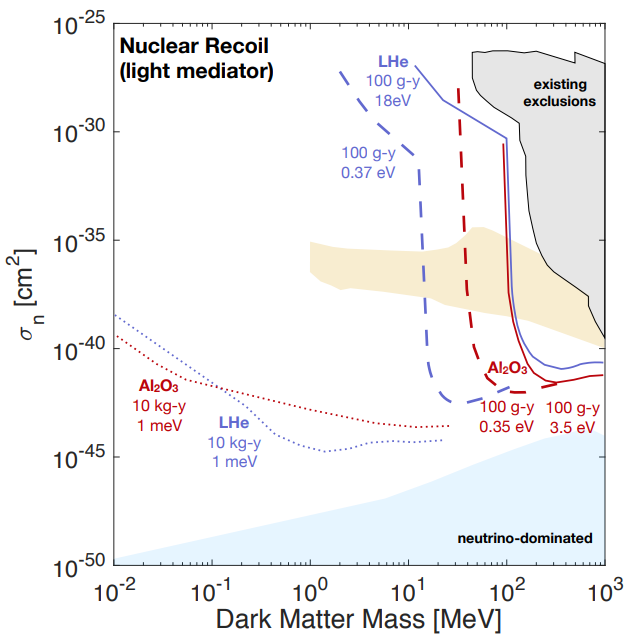 Nuclear Recoil
(light mediator)
LHe
100 g-y
18eV
existing
exclusions
100 g-y
0.37 eV
Al₂O₃
10 kg-y
1 meV
LHe
10 kg-y
1 meV
Al₂O₃
100 g-y
0.35 eV
100 g-y
3.5 eV
neutrino-dominated
10⁻²⁵
10⁻³⁰
10⁻³⁵
10⁻⁴⁰
10⁻⁴⁵
10⁻⁵⁰
σₙ [cm²]
10⁻² 10⁻¹ 10⁰ 10¹ 10² 10³
Dark Matter Mass [MeV]